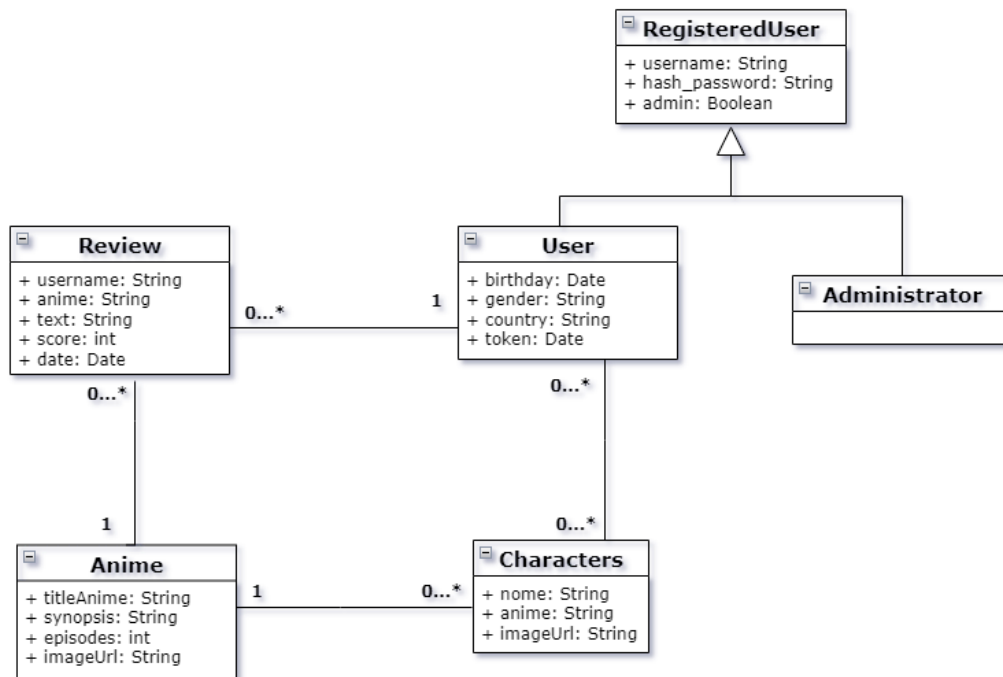 RegisteredUser
+ username: String
+ hash_password: String
+ admin: Boolean
Review
+ username: String
+ anime: String
+ text: String
+ score: int
+ date: Date
0...*
1
User
+ birthday: Date
+ gender: String
+ country: String
+ token: Date
Administrator
0...*
0...*
1
0...*
Anime
+ titleAnime: String
+ synopsis: String
+ episodes: int
+ imageUrl: String
1
0...*
Characters
+ nome: String
+ anime: String
+ imageUrl: String